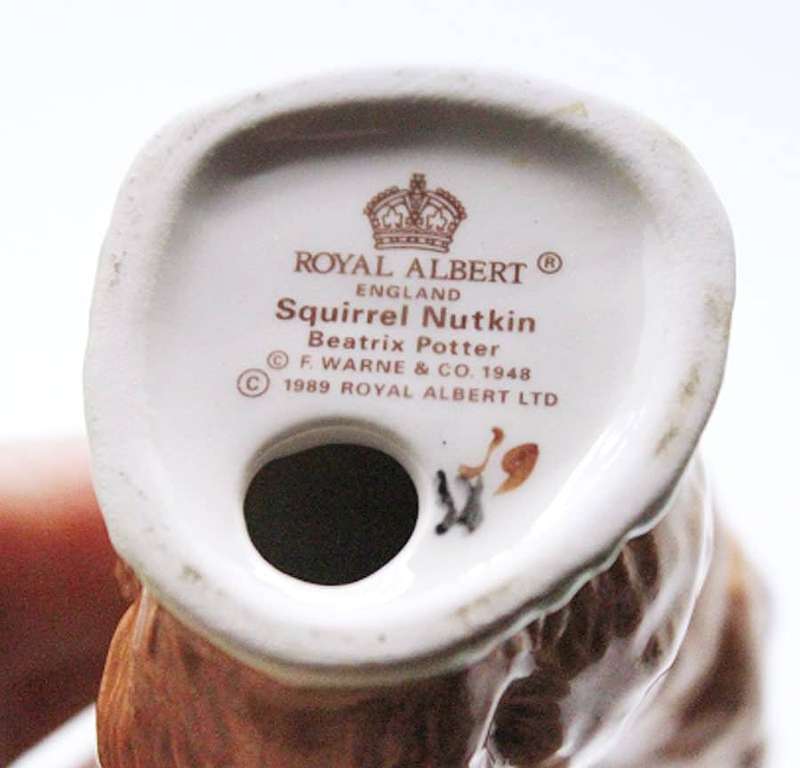 ROYAL ALBERT ®
ENGLAND
Squirrel Nutkin
Beatrix Potter
© F. WARNE & CO. 1948
© 1989 ROYAL ALBERT LTD